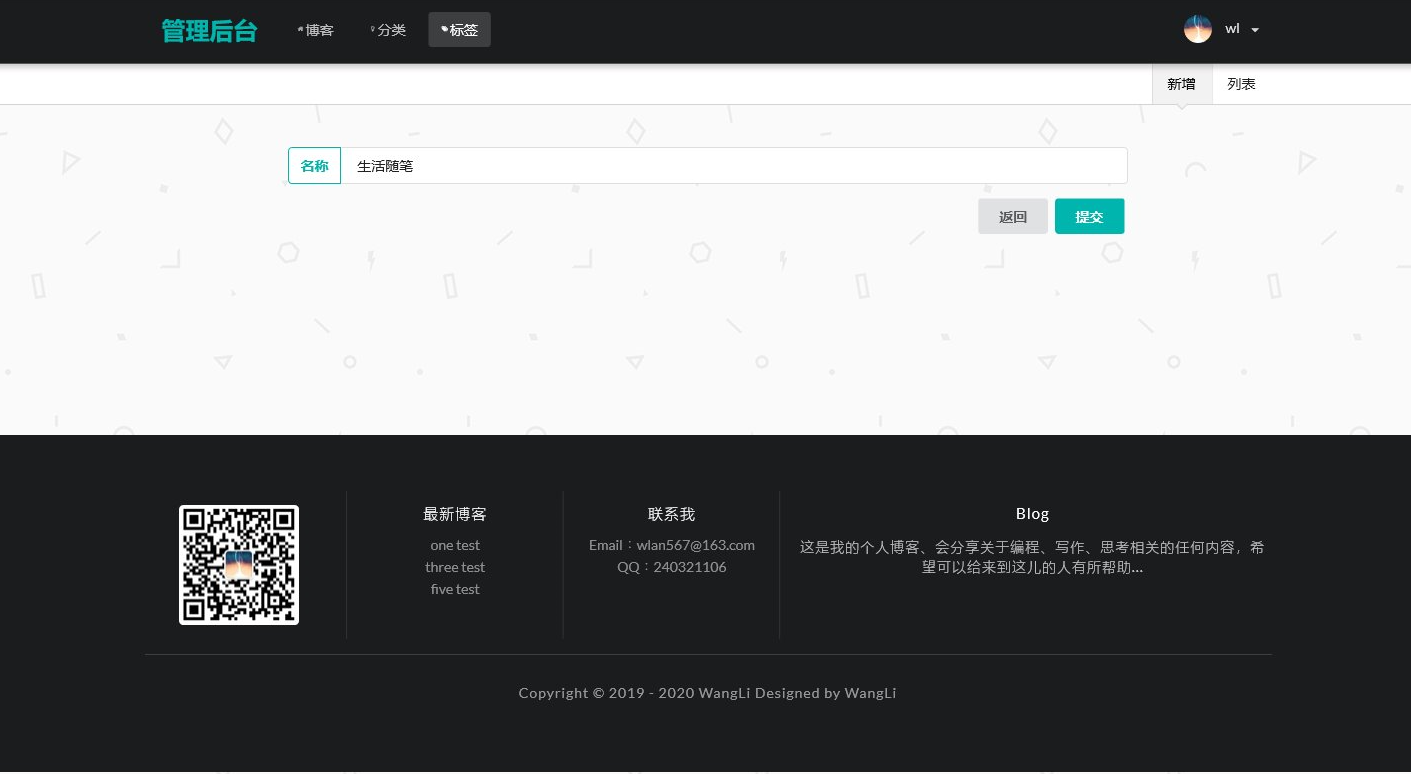 管理后台 博客 分类 标签 wl
新增 列表
名称 生活随笔
返回 提交
最新博客
one test
three test
five test
联系我
Email：wlan567@163.com
QQ：240321106
Blog
这是我的个人博客、会分享关于编程、写作、思考相关的任何内容，希
望可以给来到这儿的人有所帮助...
Copyright © 2019 - 2020 WangLi Designed by WangLi